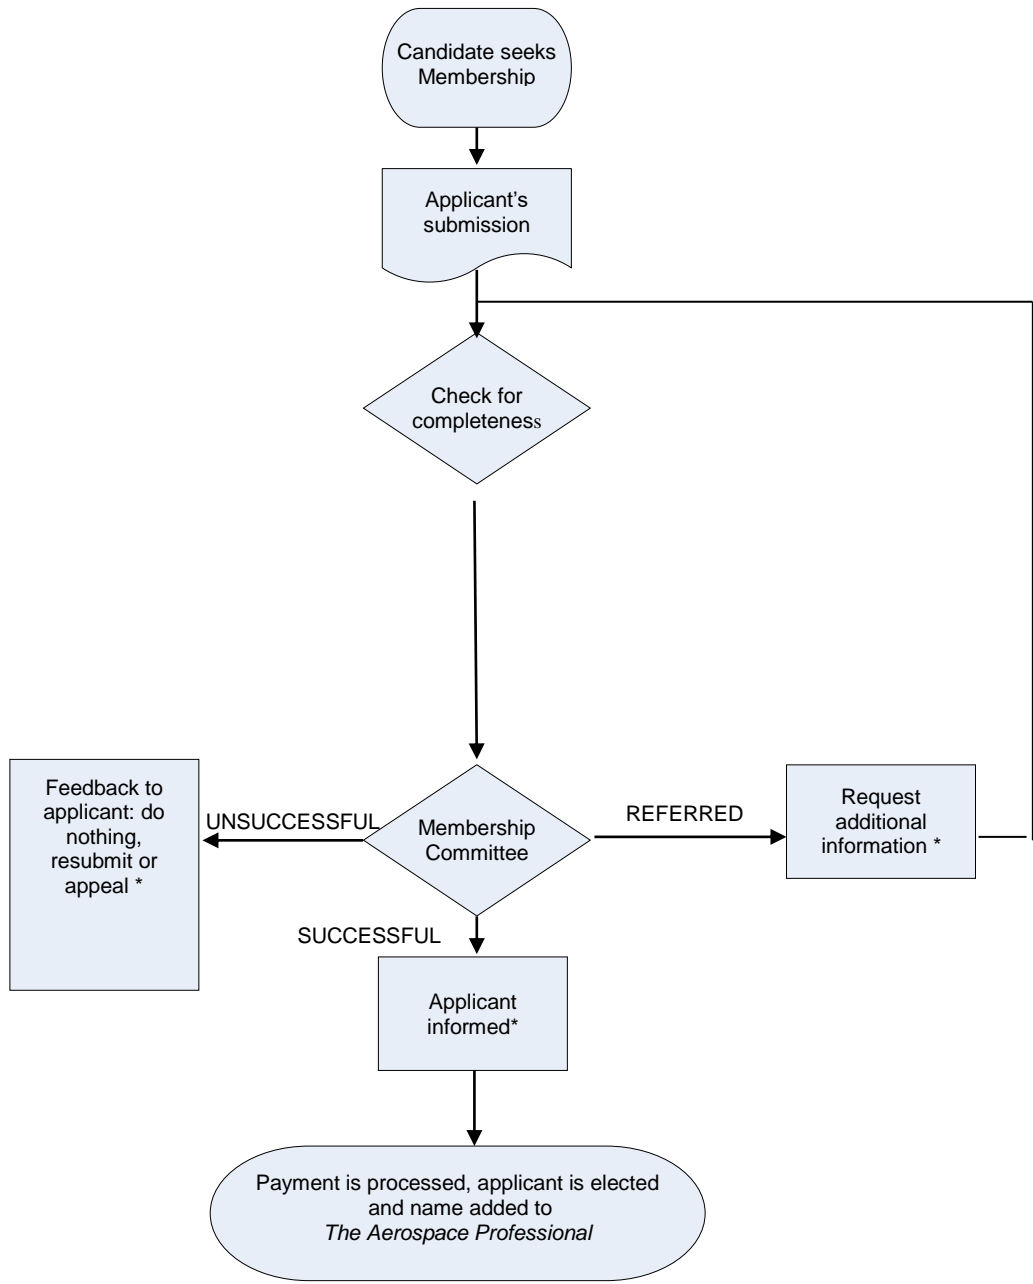 Candidate seeks
Membership
Applicant’s
submission
Check for
completeness
Feedback to
applicant: do
nothing,
resubmit or
appeal *
UNSUCCESSFUL
Membership
Committee
REFERRED
Request
additional
information *
SUCCESSFUL
Applicant
informed*
Payment is processed, applicant is elected
and name added to
The Aerospace Professional